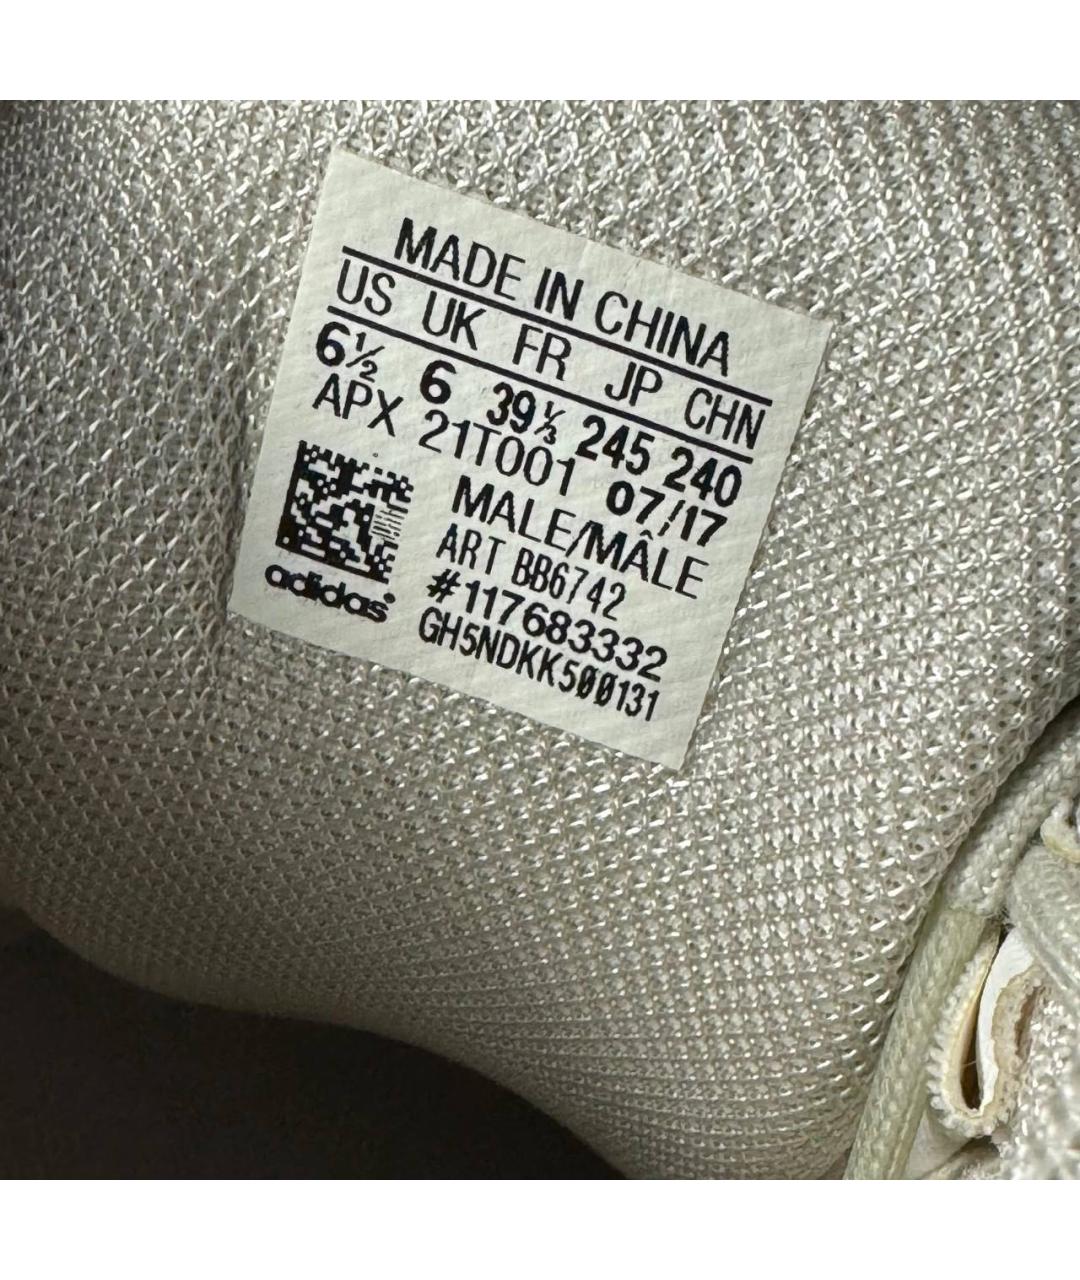 MADE IN CHINA
US UK FR JP CHN
6½ 6 39⅓ 245 240
APX 21T001 07/17
MALE/MÂLE
ART BB6742
#117683332
GH5NDKK500131
adidas®